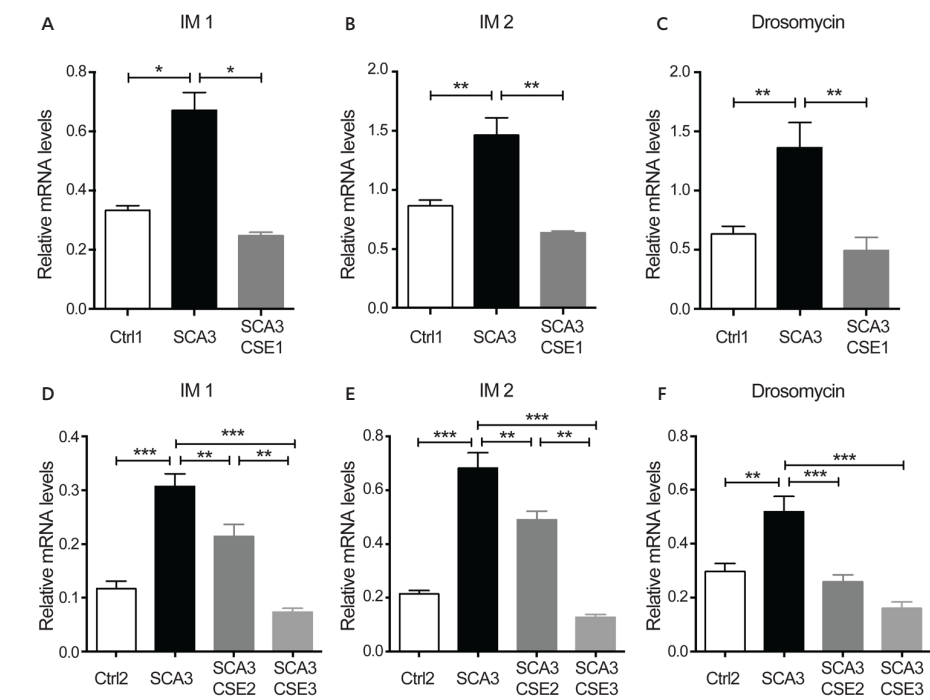 A IM 1
Relative mRNA levels
0.8
0.6
0.4
0.2
0.0
* *
Ctrl1 SCA3 SCA3
CSE1
B IM 2
Relative mRNA levels
2.0
1.5
1.0
0.5
0.0
** **
Ctrl1 SCA3 SCA3
CSE1
C Drosomycin
Relative mRNA levels
2.0
1.5
1.0
0.5
0.0
** **
Ctrl1 SCA3 SCA3
CSE1
D IM 1
Relative mRNA levels
0.4
0.3
0.2
0.1
0.0
***
*** ** **
Ctrl2 SCA3 SCA3 SCA3
CSE2 CSE3
E IM 2
Relative mRNA levels
0.8
0.6
0.4
0.2
0.0
***
*** ** **
Ctrl2 SCA3 SCA3 SCA3
CSE2 CSE3
F Drosomycin
Relative mRNA levels
0.8
0.6
0.4
0.2
0.0
***
** ***
Ctrl2 SCA3 SCA3 SCA3
CSE2 CSE3